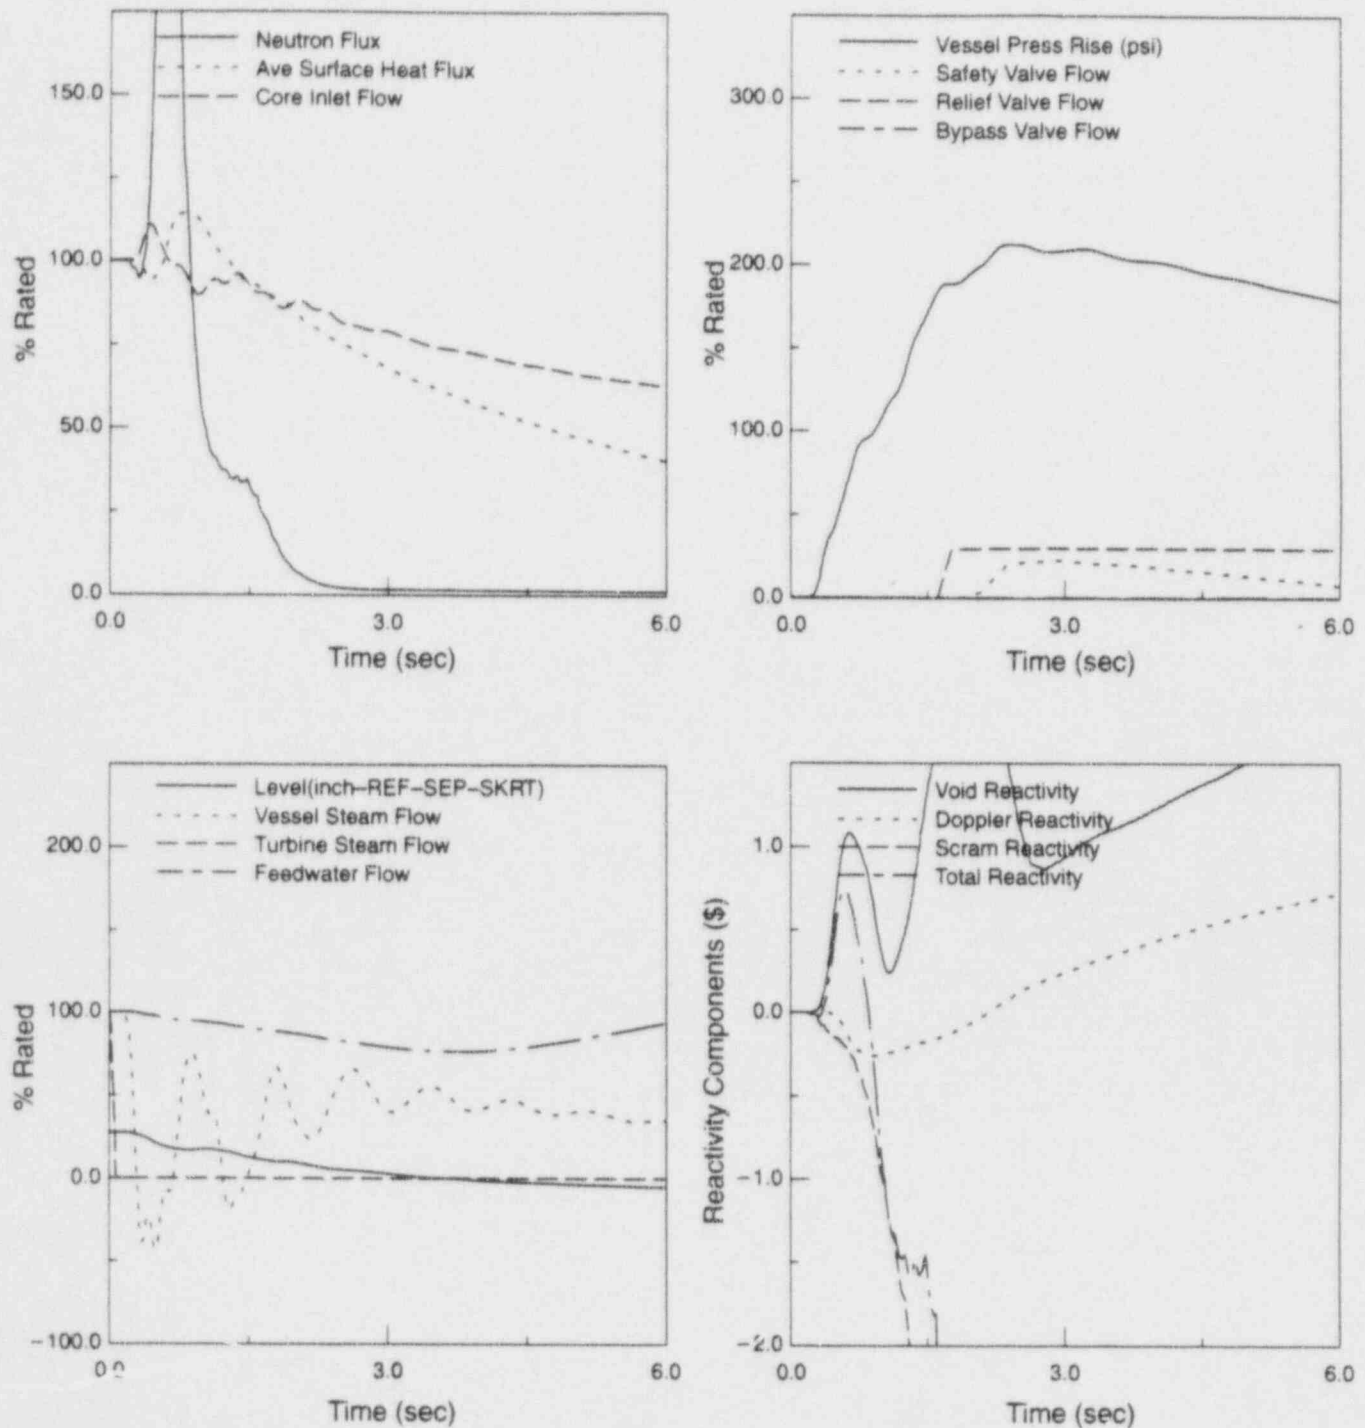 Neutron Flux
Ave Surface Heat Flux
Core Inlet Flow
150.0
100.0
50.0
0.0
% Rated
0.0
3.0
6.0
Time (sec)
Vessel Press Rise (psi)
Safety Valve Flow
Relief Valve Flow
Bypass Valve Flow
300.0
200.0
100.0
0.0
% Rated
0.0
3.0
6.0
Time (sec)
Level(inch-REF-SEP-SKRT)
Vessel Steam Flow
Turbine Steam Flow
Feedwater Flow
200.0
100.0
0.0
-100.0
% Rated
0.0
3.0
6.0
Time (sec)
Void Reactivity
Doppler Reactivity
Scram Reactivity
Total Reactivity
1.0
0.0
-1.0
-2.0
Reactivity Components ($)
0.0
3.0
6.0
Time (sec)